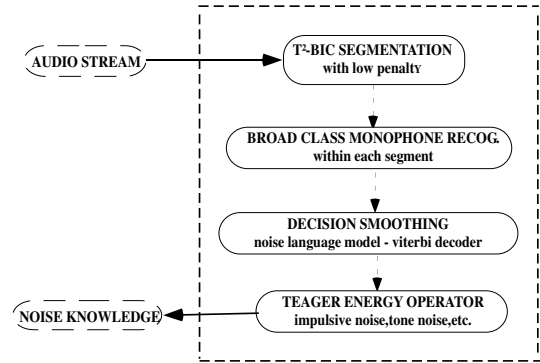 T²-BIC SEGMENTATION
with low penaltY
AUDIO STREAM
BROAD CLASS MONOPHONE RECOG.
within each segment
DECISION SMOOTHING
noise language model - viterbi decoder
TEAGER ENERGY OPERATOR
impulsive noise,tone noise,etc.
NOISE KNOWLEDGE